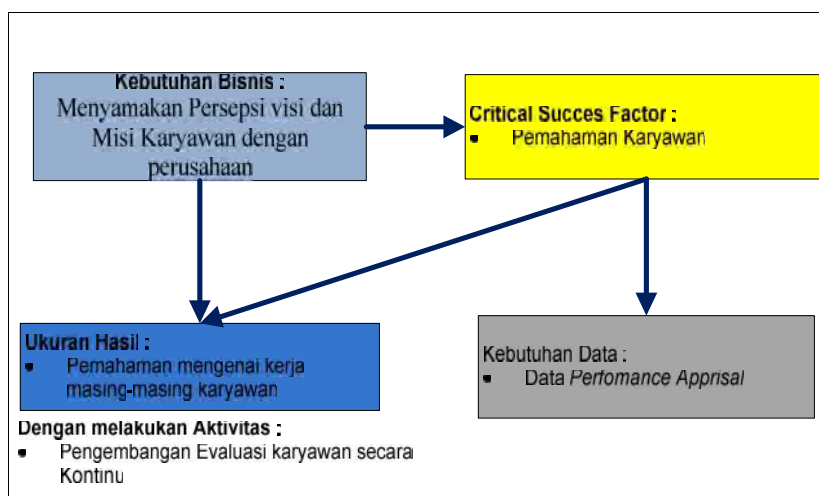 Kebutuhan Bisnis :
Menyamakan Persepsi visi dan
Misi Karyawan dengan
perusahaan
Critical Succes Factor :
▪ Pemahaman Karyawan
Ukuran Hasil :
▪ Pemahaman mengenai kerja
masing-masing karyawan
Kebutuhan Data :
▪ Data Perfomance Apprisal
Dengan melakukan Aktivitas :
▪ Pengembangan Evaluasi karyawan secara
Kontinu